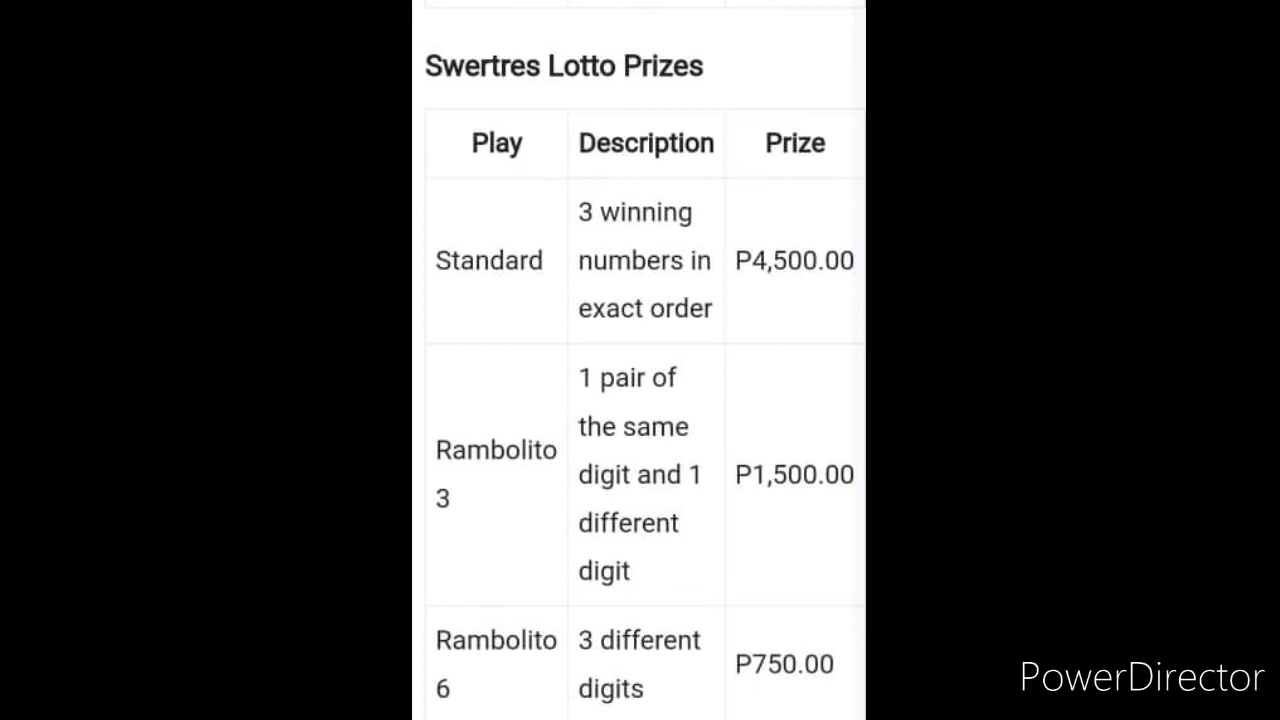 Swertres Lotto Prizes
Play Description Prize
3 winning
Standard numbers in P4,500.00
exact order
1 pair of
the same
Rambolito
digit and 1 P1,500.00
3
different
digit
Rambolito 3 different
P750.00
6 digits
PowerDirector